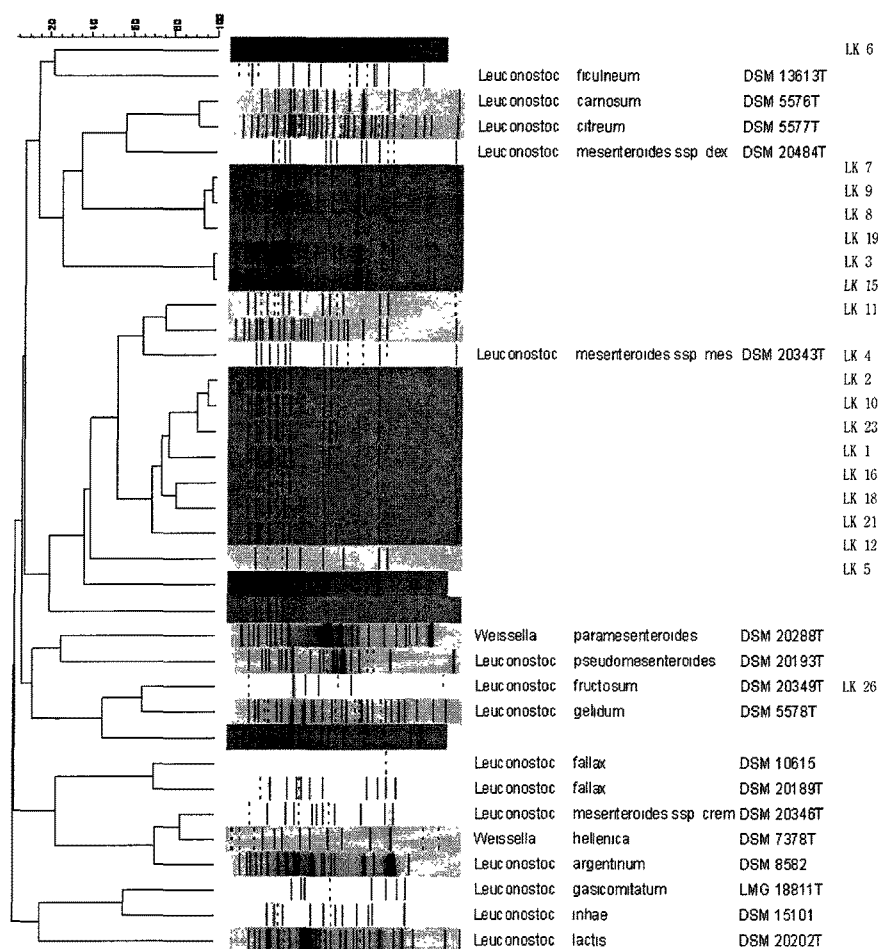 20 40 60 80 100
LK 6
Leuconostoc ficulneum DSM 13613T
Leuconostoc carnosum DSM 5576T
Leuconostoc citreum DSM 5577T
Leuconostoc mesenteroides ssp dex DSM 20484T
LK 7
LK 9
LK 8
LK 19
LK 3
LK 15
LK 11
Leuconostoc mesenteroides ssp mes DSM 20343T LK 4
LK 2
LK 10
LK 23
LK 1
LK 16
LK 18
LK 21
LK 12
LK 5
Weissella paramesenteroides DSM 20288T
Leuconostoc pseudomesenteroides DSM 20193T
Leuconostoc fructosum DSM 20349T LK 26
Leuconostoc gelidum DSM 5578T
Leuconostoc fallax DSM 10615
Leuconostoc fallax DSM 20189T
Leuconostoc mesenteroides ssp crem DSM 20346T
Weissella hellenica DSM 7378T
Leuconostoc argentinum DSM 8582
Leuconostoc gasicomitatum LMG 18811T
Leuconostoc inhae DSM 15101
Leuconostoc lactis DSM 20202T